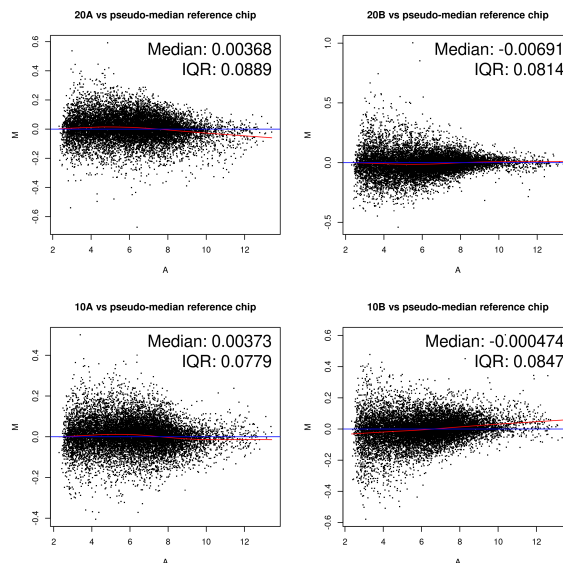 20A vs pseudo-median reference chip
Median: 0.00368
IQR: 0.0889
M
0.6
0.4
0.2
0.0
-0.2
-0.4
-0.6
2 4 6 8 10 12
A
20B vs pseudo-median reference chip
Median: -0.00691
IQR: 0.0814
M
1.0
0.5
0.0
-0.5
2 4 6 8 10 12
A
10A vs pseudo-median reference chip
Median: 0.00373
IQR: 0.0779
M
0.4
0.2
0.0
-0.2
-0.4
2 4 6 8 10 12
A
10B vs pseudo-median reference chip
Median: -0.000474
IQR: 0.0847
M
0.6
0.4
0.2
0.0
-0.2
-0.4
-0.6
2 4 6 8 10 12
A